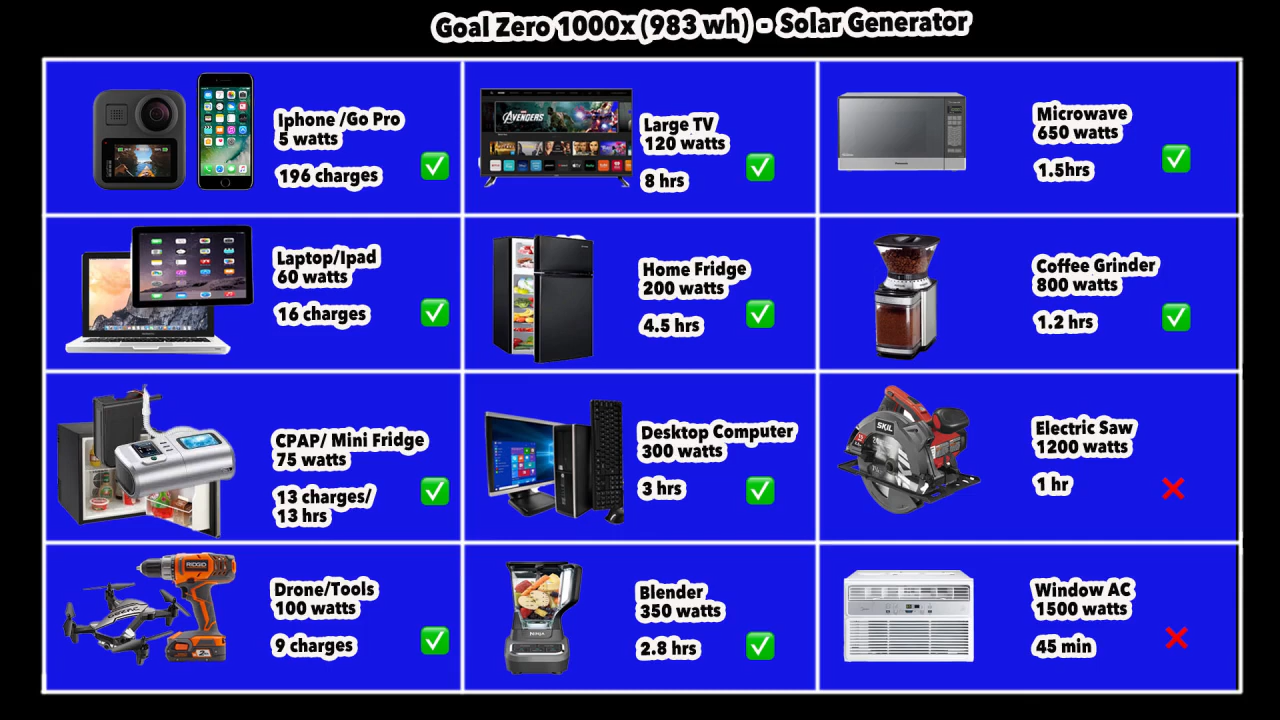 Goal Zero 1000x (983 wh) - Solar Generator
Iphone /Go Pro
5 watts
196 charges
Large TV
120 watts
8 hrs
AVENGERS
Microwave
650 watts
1.5hrs
Laptop/Ipad
60 watts
16 charges
Home Fridge
200 watts
4.5 hrs
Coffee Grinder
800 watts
1.2 hrs
CPAP/ Mini Fridge
75 watts
13 charges/
13 hrs
Desktop Computer
300 watts
3 hrs
SKIL
Electric Saw
1200 watts
1 hr
RIDGID
Drone/Tools
100 watts
9 charges
NINJA
Blender
350 watts
2.8 hrs
Window AC
1500 watts
45 min